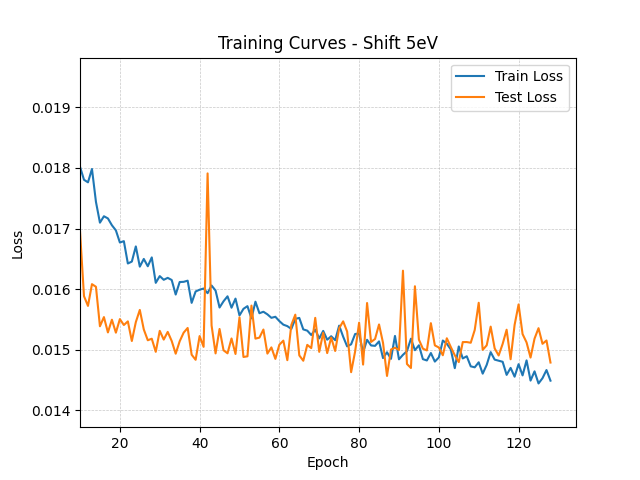 Training Curves - Shift 5eV
Train Loss
Test Loss
0.019
0.018
0.017
0.016
0.015
0.014
Loss
20 40 60 80 100 120
Epoch